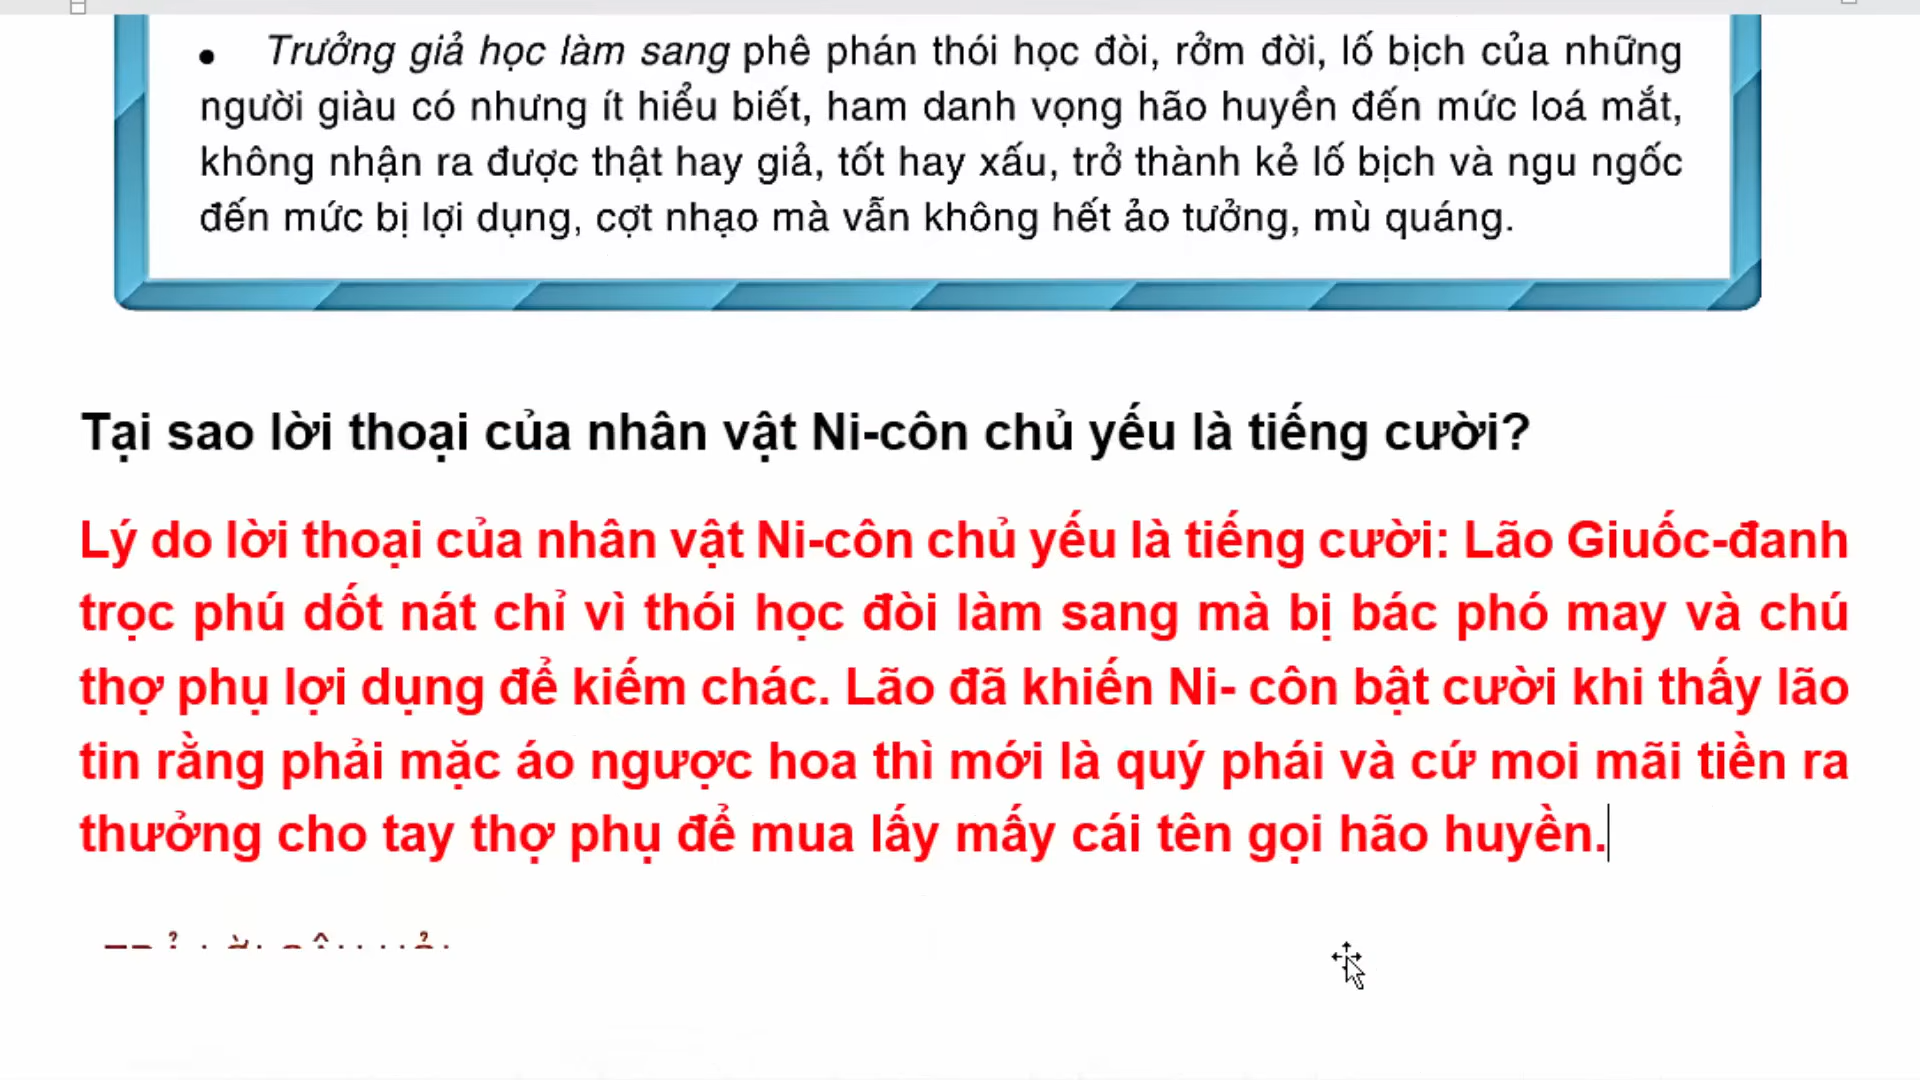 • Trưởng giả học làm sang phê phán thói học đòi, rởm đời, lố bịch của những
người giàu có nhưng ít hiểu biết, ham danh vọng hão huyền đến mức loá mắt,
không nhận ra được thật hay giả, tốt hay xấu, trở thành kẻ lố bịch và ngu ngốc
đến mức bị lợi dụng, cợt nhạo mà vẫn không hết ảo tưởng, mù quáng.
Tại sao lời thoại của nhân vật Ni-côn chủ yếu là tiếng cười?
Lý do lời thoại của nhân vật Ni-côn chủ yếu là tiếng cười: Lão Giuốc-đanh
trọc phú dốt nát chỉ vì thói học đòi làm sang mà bị bác phó may và chú
thợ phụ lợi dụng để kiếm chác. Lão đã khiến Ni- côn bật cười khi thấy lão
tin rằng phải mặc áo ngược hoa thì mới là quý phái và cứ moi mãi tiền ra
thưởng cho tay thợ phụ để mua lấy mấy cái tên gọi hão huyền.